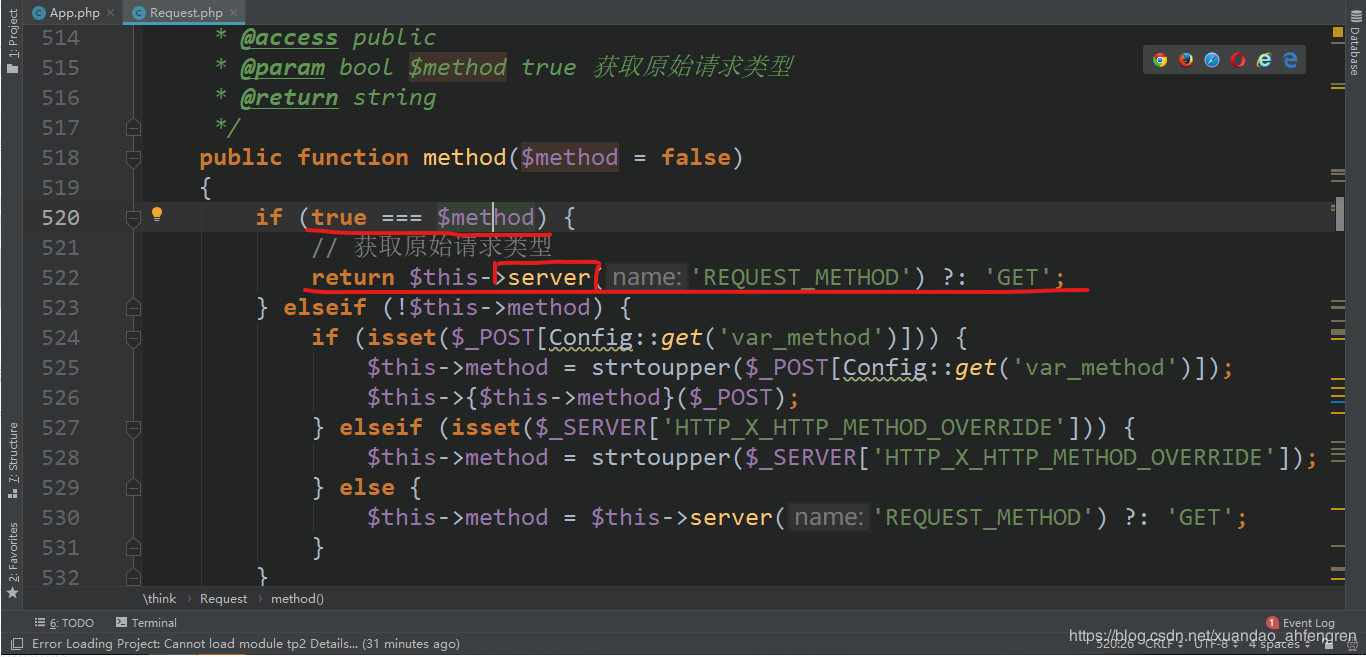 App.php
Request.php
1: Project
Database
514 * @access public
515 * @param bool $method true 获取原始请求类型
516 * @return string
517 */
518 public function method($method = false)
519 {
520 if (true === $method) {
521 // 获取原始请求类型
522 return $this->server( name: 'REQUEST_METHOD') ?: 'GET';
523 } elseif (!$this->method) {
524 if (isset($_POST[Config::get('var_method')])) {
525 $this->method = strtoupper($_POST[Config::get('var_method')]);
526 $this->{$this->method}($_POST);
527 } elseif (isset($_SERVER['HTTP_X_HTTP_METHOD_OVERRIDE'])) {
528 $this->method = strtoupper($_SERVER['HTTP_X_HTTP_METHOD_OVERRIDE']);
529 } else {
530 $this->method = $this->server( name: 'REQUEST_METHOD') ?: 'GET';
531 }
532 }
7: Structure
2: Favorites
\think › Request › method()
6: TODO
Terminal
1 Event Log
Error Loading Project: Cannot load module tp2 Details... (31 minutes ago)
520:26 CRLF UTF-8 4 spaces
https://blog.csdn.net/xuandao_ahfengren